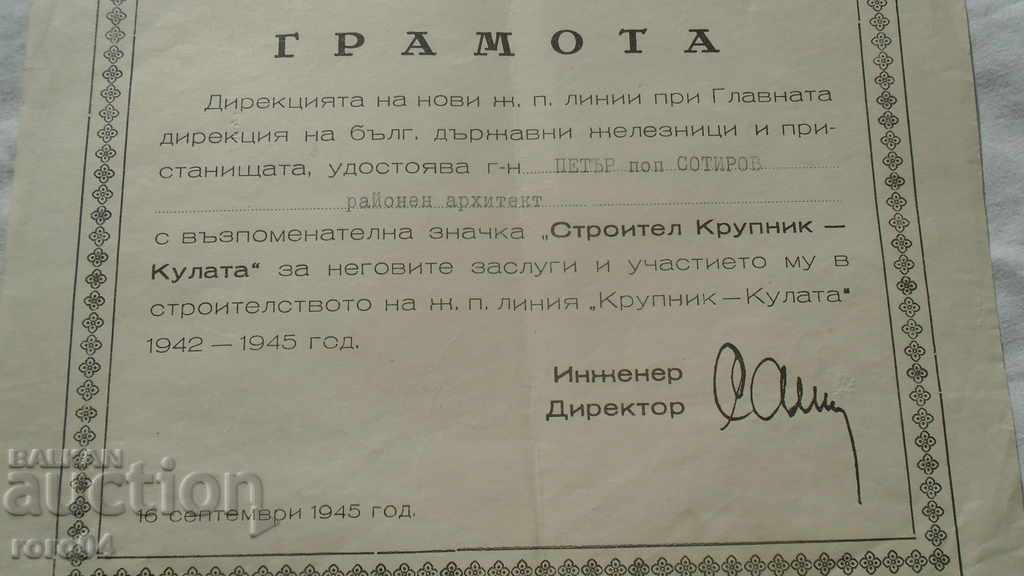 ГРАМОТА
Дирекцията на нови ж. п. линии при Главната
дирекция на бълг. държавни железници и при-
станищата, удостоява г-н ПЕТЪР поп СОТИРОВ
районен архитект
с възпоменателна значка „Строител Крупник —
Кулата“ за неговите заслуги и участието му в
строителството на ж. п. линия „Крупник — Кулата“
1942 — 1945 год.
Инженер
Директор
16 септември 1945 год.
BALKAN
auction
roro04